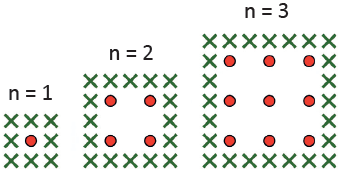 n = 1
n = 2
n = 3